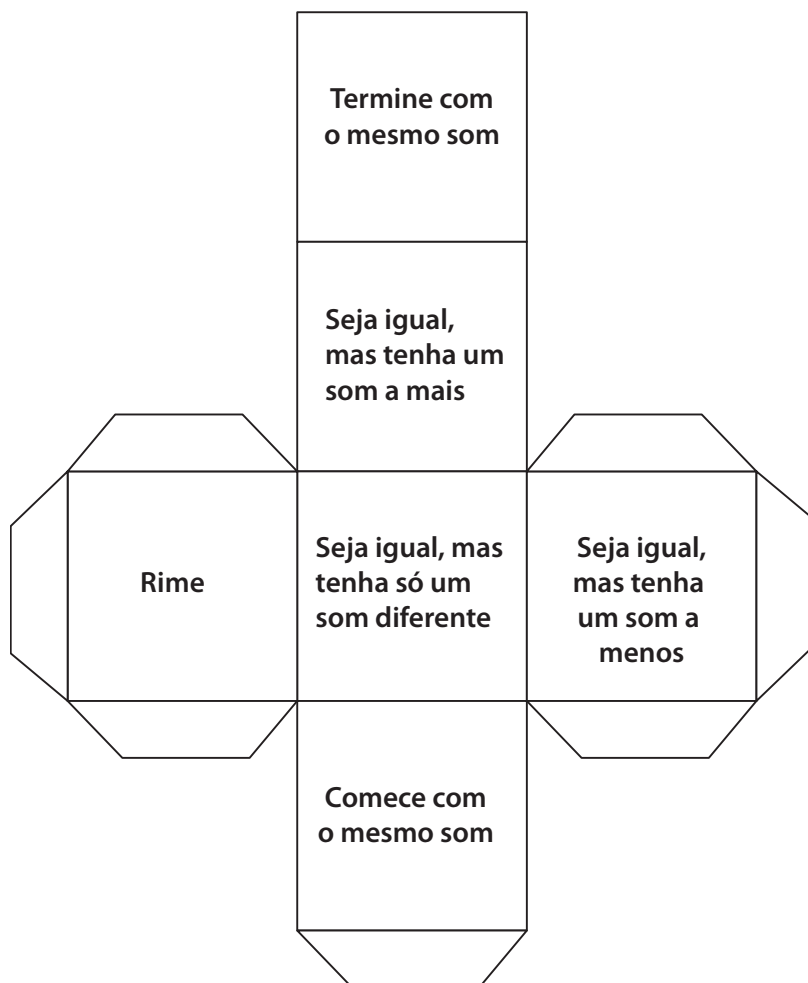 Termine com
o mesmo som
Seja igual,
mas tenha um
som a mais
Rime
Seja igual, mas
tenha só um
som diferente
Seja igual,
mas tenha
um som a
menos
Comece com
o mesmo som